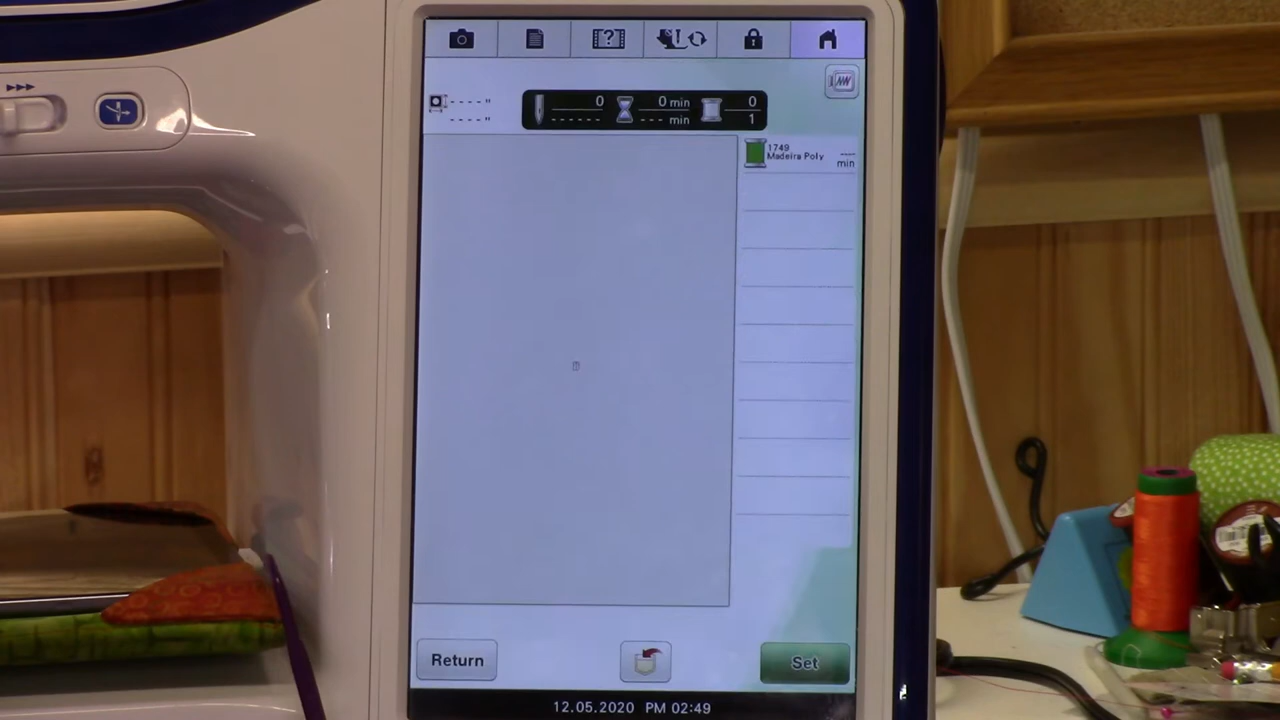 - - - - "
- - - - "
0
- - - - - -
0 min
- - - min
0
1
1749
Madeira Poly
---
min
Return
Set
12.05.2020 PM 02:49